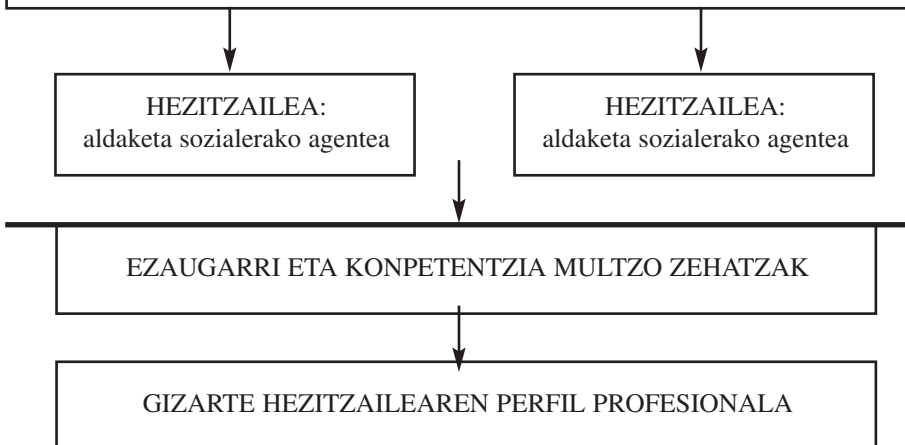 HEZITZAILEA:
aldaketa sozialerako agentea
HEZITZAILEA:
aldaketa sozialerako agentea
EZAUGARRI ETA KONPETENTZIA MULTZO ZEHATZAK
GIZARTE HEZITZAILEAREN PERFIL PROFESIONALA